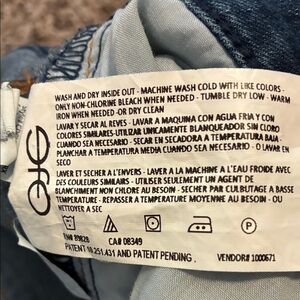 WASH AND DRY INSIDE OUT - MACHINE WASH COLD WITH LIKE COLORS -
ONLY NON-CHLORINE BLEACH WHEN NEEDED - TUMBLE DRY LOW - WARM
IRON WHEN NEEDED -OR DRY CLEAN
LAVAR Y SECAR AL REVES - LAVAR A MAQUINA CON AGUA FRIA Y CON
COLORES SIMILARES- UTILIZAR UNICAMENTE BLANQUEADOR SIN CLORO
CUANDO SEA NECESARIO - SECAR EN SECADORA A TEMPERATURA BAJA -
PLANCHAR A TEMPERATURA MEDIA CUANDO SEA NECESARIO - O LAVAR EN
SECO
LAVER ET SECHER A L'ENVERS - LAVER A LA MACHINE A L'EAU FROIDE AVEC
DES COULEURS SIMILAIRES - UTILISER SEULEMENT UN AGENT DE
BLANCHIMENT NON CHLORE AU BESOIN - SECHER PAR CULBUTAGE A BASSE
TEMPERATURE - REPASSER A TEMPERATURE MOYENNE AU BESOIN - OU
NETTOYER A SEC
RN# 89828 CA# 08349
PATENT 10,251,431 AND PATENT PENDING. VENDOR# 1000671